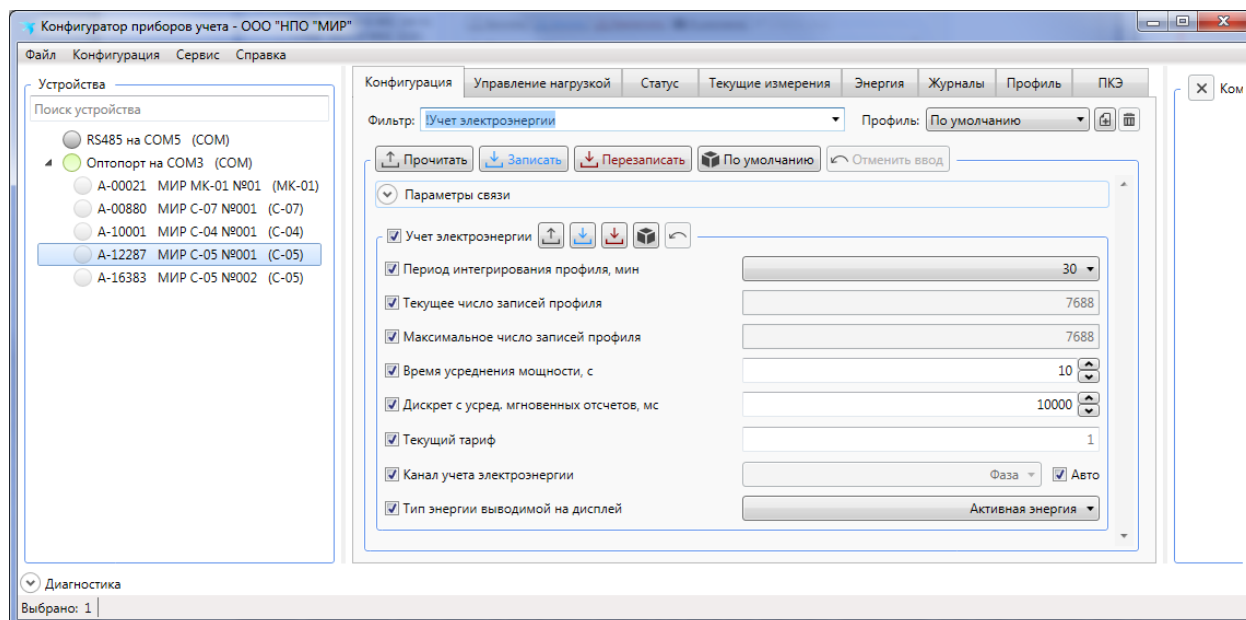 Конфигуратор приборов учета - ООО "НПО "МИР"
Файл Конфигурация Сервис Справка
Устройства
Поиск устройства
RS485 на COM5 (COM)
Оптопорт на COM3 (COM)
А-00021 МИР МК-01 №01 (МК-01)
А-00880 МИР С-07 №001 (С-07)
А-10001 МИР С-04 №001 (С-04)
А-12287 МИР С-05 №001 (С-05)
А-16383 МИР С-05 №002 (С-05)
Конфигурация Управление нагрузкой Статус Текущие измерения Энергия Журналы Профиль ПКЭ
Фильтр: !Учет электроэнергии Профиль: По умолчанию
Прочитать Записать Перезаписать По умолчанию Отменить ввод
Параметры связи
Учет электроэнергии
Период интегрирования профиля, мин 30
Текущее число записей профиля 7688
Максимальное число записей профиля 7688
Время усреднения мощности, с 10
Дискрет с усред. мгновенных отсчетов, мс 10000
Текущий тариф 1
Канал учета электроэнергии Фаза Авто
Тип энергии выводимой на дисплей Активная энергия
Ком
Диагностика
Выбрано: 1